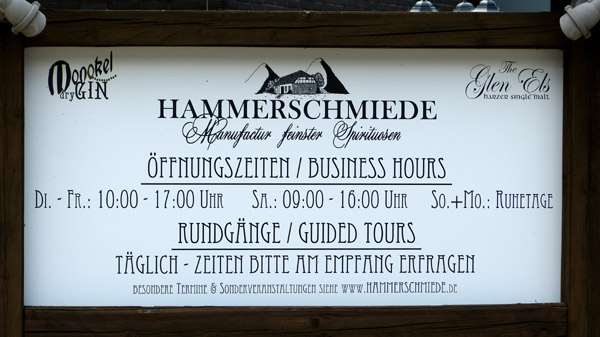 Monokel
dry GIN
The
Glen Els
HARZER SINGLE MALT
HAMMERSCHMIEDE
Manufactur feinster Spirituosen
ÖFFNUNGSZEITEN / BUSINESS HOURS
Di. - Fr.: 10:00 - 17:00 Uhr Sa.: 09:00 - 16:00 Uhr So.+Mo.: Ruhetage
RUNDGÄNGE / GUIDED TOURS
TÄGLICH - ZEITEN BITTE AM EMPFANG ERFRAGEN
BESONDERE TERMINE & SONDERVERANSTALTUNGEN SIEHE WWW.HAMMERSCHMIEDE.DE